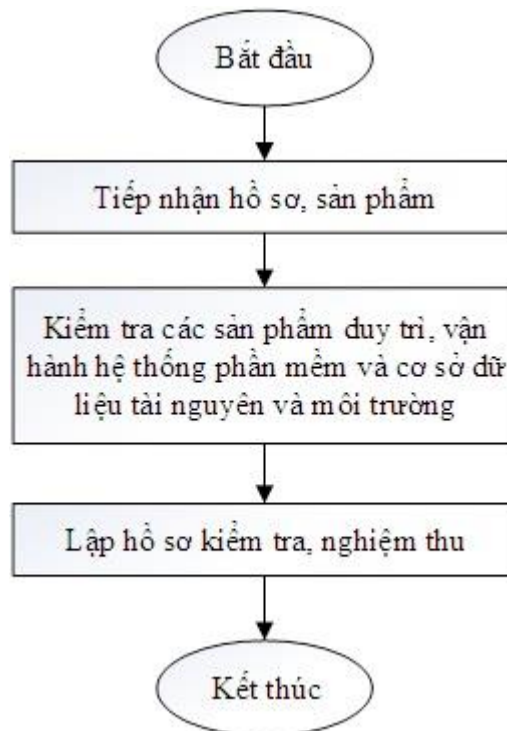 Bắt đầu
Tiếp nhận hồ sơ, sản phẩm
Kiểm tra các sản phẩm duy trì, vận
hành hệ thống phần mềm và cơ sở dữ
liệu tài nguyên và môi trường
Lập hồ sơ kiểm tra, nghiệm thu
Kết thúc